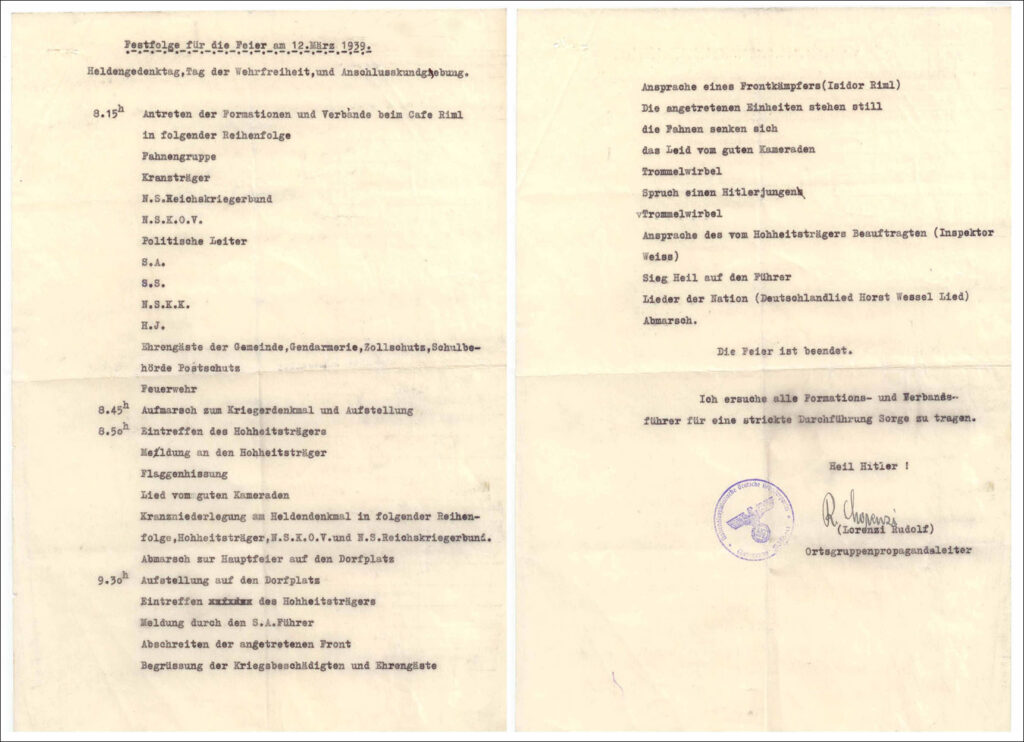 Festfolge für die Feier am 12.März 1939.
Heldengedenktag,Tag der Wehrfreiheit,und Anschlusskundgebung.
8.15h Antreten der Formationen und Verbände beim Cafe Riml
in folgender Reihenfolge
Fahnengruppe
Kranzträger
N.S.Reichskriegerbund
N.S.K.O.V.
Politische Leiter
S.A.
S.S.
N.S.K.K.
H.J.
Ehrengäste der Gemeinde,Gendarmerie,Zollschutz,Schulbe-
hörde Postschutz
Feuerwehr
8.45h Aufmarsch zum Kriegerdenkmal und Aufstellung
8.50h Eintreffen des Hohheitsträgers
Meldung an den Hohheitsträger
Flaggenhissung
Lied vom guten Kameraden
Kranzniederlegung am Heldendenkmal in folgender Reihen-
folge,Hohheitsträger,N.S.K.O.V.und N.S.Reichskriegerbund.
Abmarsch zur Hauptfeier auf den Dorfplatz
9.30h Aufstellung auf den Dorfplatz
Eintreffen des Hohheitsträgers
Meldung durch den S.A.Führer
Abschreiten der angetretenen Front
Begrüssung der Kriegsbeschädigten und Ehrengäste
Ansprache eines Frontkämpfers(Isidor Riml)
Die angetretenen Einheiten stehen still
die Fahnen senken sich
das Leid vom guten Kameraden
Trommelwirbel
Spruch einen Hitlerjungen
Trommelwirbel
Ansprache des vom Hohheitsträgers Beauftragten (Inspektor
Weiss)
Sieg Heil auf den Führer
Lieder der Nation (Deutschlandlied Horst Wessel Lied)
Abmarsch.
Die Feier ist beendet.
Ich ersuche alle Formations- und Verbands-
führer für eine strickte Durchführung Sorge zu tragen.
Heil Hitler !
(Lorenzi Rudolf)
Ortsgruppenpropagandaleiter